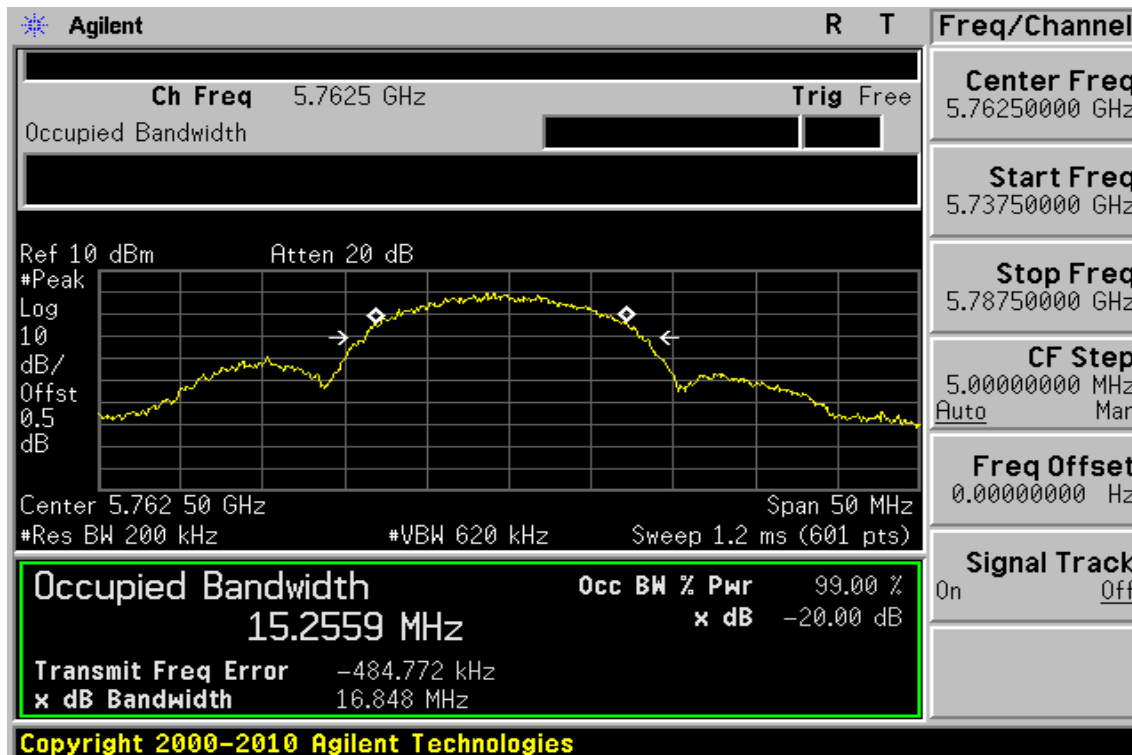 Agilent R T
Freq/Channel
Ch Freq 5.7625 GHz Trig Free
Occupied Bandwidth
Center Freq
5.76250000 GHz
Start Freq
5.73750000 GHz
Stop Freq
5.78750000 GHz
CF Step
5.00000000 MHz
Auto Man
Freq Offset
0.00000000 Hz
Signal Track
On Off
Ref 10 dBm Atten 20 dB
#Peak
Log
10
dB/
Offst
0.5
dB
Center 5.762 50 GHz Span 50 MHz
#Res BW 200 kHz #VBW 620 kHz Sweep 1.2 ms (601 pts)
Occupied Bandwidth
15.2559 MHz
Occ BW % Pwr 99.00 %
x dB -20.00 dB
Transmit Freq Error -484.772 kHz
x dB Bandwidth 16.848 MHz
Copyright 2000-2010 Agilent Technologies